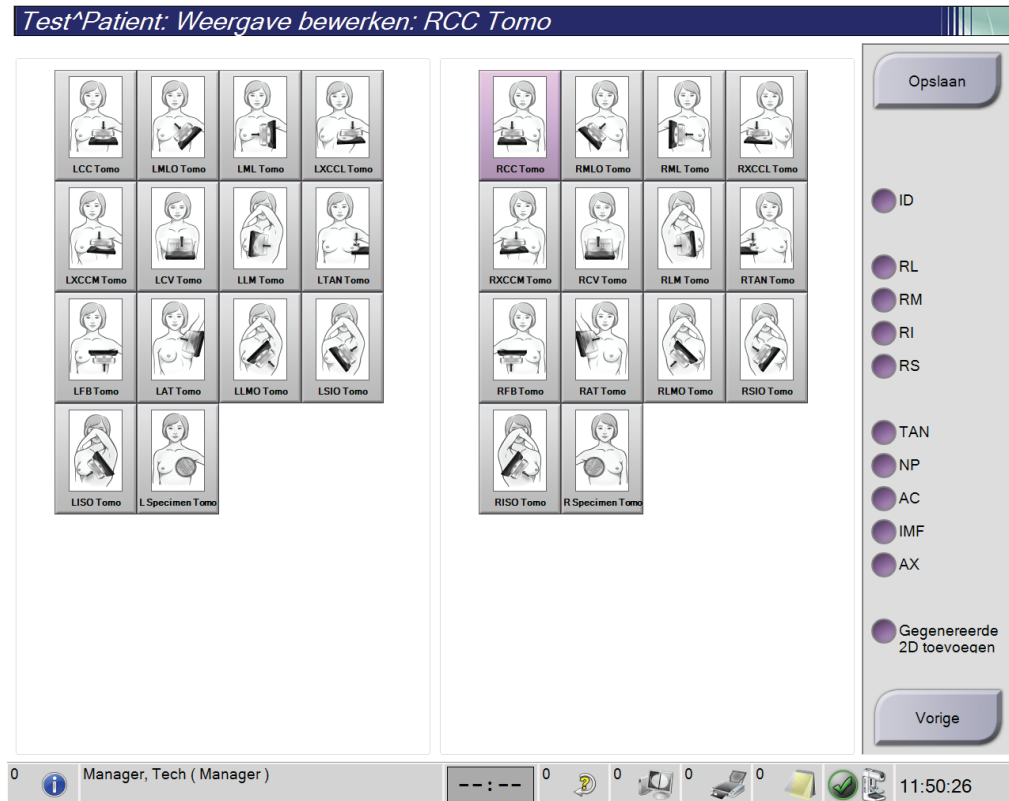 Test^Patient: Weergave bewerken: RCC Tomo
LCC Tomo LMLO Tomo LML Tomo LXCCL Tomo
LXCCM Tomo LCV Tomo LLM Tomo LTAN Tomo
LFB Tomo LAT Tomo LLMO Tomo LSIO Tomo
LISO Tomo L Specimen Tomo
RCC Tomo RMLO Tomo RML Tomo RXCCL Tomo
RXCCM Tomo RCV Tomo RLM Tomo RTAN Tomo
RFB Tomo RAT Tomo RLMO Tomo RSIO Tomo
RISO Tomo R Specimen Tomo
Opslaan
ID
RL
RM
RI
RS
TAN
NP
AC
IMF
AX
Gegenereerde
2D toevoegen
Vorige
0 Manager, Tech ( Manager ) --:-- 0 0 0 0 11:50:26